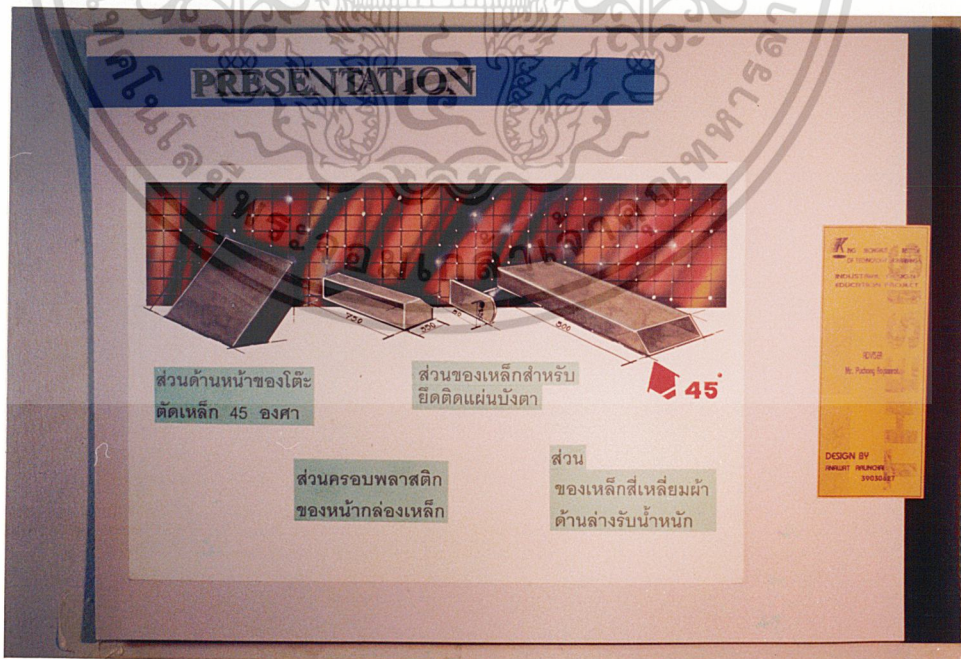 PRESENTATION
750
350
500
45°
ส่วนด้านหน้าของโต๊ะ
ตัดเหล็ก 45 องศา
ส่วนของเหล็กสำหรับ
ยึดติดแผ่นบังตา
ส่วนครอบพลาสติก
ของหน้ากล่องเหล็ก
ส่วน
ของเหล็กสี่เหลี่ยมผ้า
ด้านล่างรับน้ำหนัก
INDUSTRIAL DESIGN
EDUCATION PROJECT
ADVISER
DESIGN BY